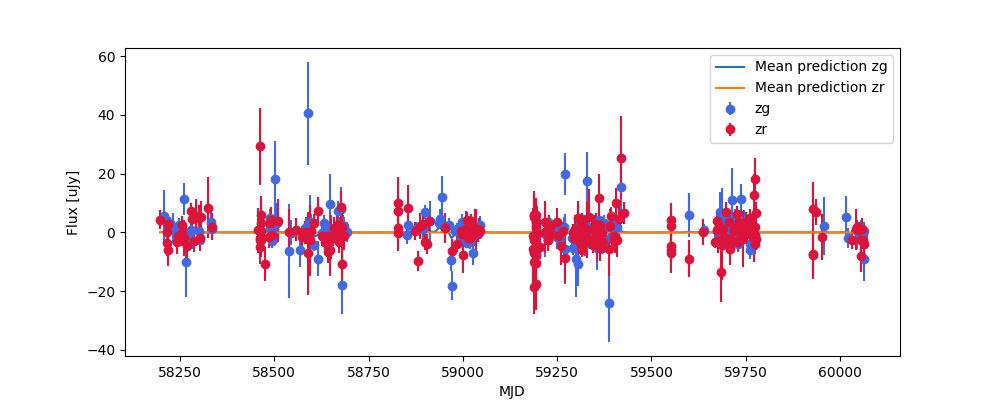 60
40
20
0
−20
−40
Flux [uJy]
58250
58500
58750
59000
59250
59500
59750
60000
MJD
Mean prediction zg
Mean prediction zr
zg
zr